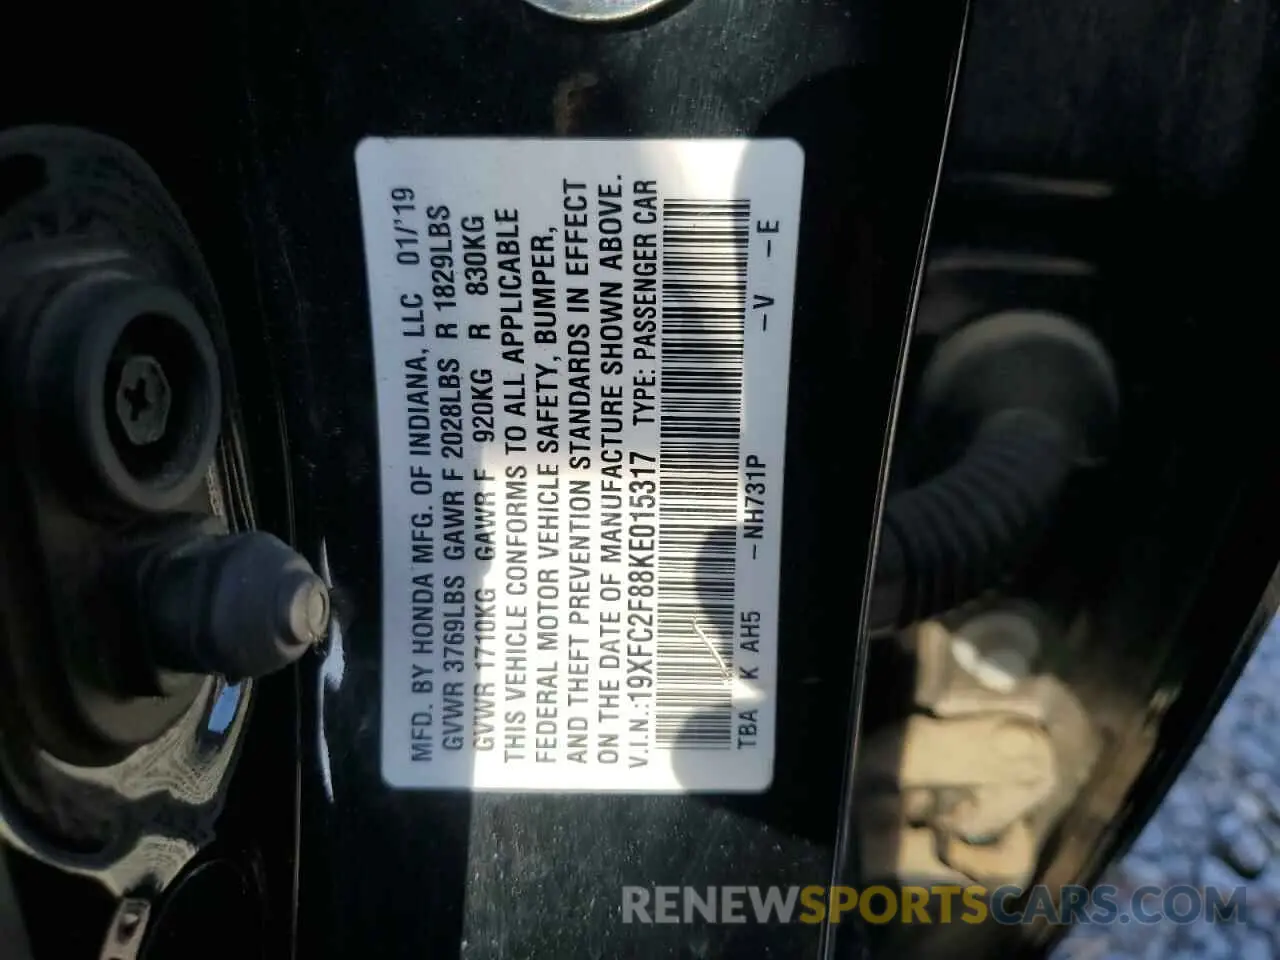 MFD. BY HONDA MFG. OF INDIANA, LLC 01/'19
GVWR 3769LBS GAWR F 2028LBS R 1829LBS
GVWR 1710KG GAWR F 920KG R 830KG
THIS VEHICLE CONFORMS TO ALL APPLICABLE
FEDERAL MOTOR VEHICLE SAFETY, BUMPER,
AND THEFT PREVENTION STANDARDS IN EFFECT
ON THE DATE OF MANUFACTURE SHOWN ABOVE.
V.I.N.:19XFC2F88KE015317 TYPE: PASSENGER CAR
TBA K AH5 -NH731P -V -E
RENEWSPORTSCARS.COM